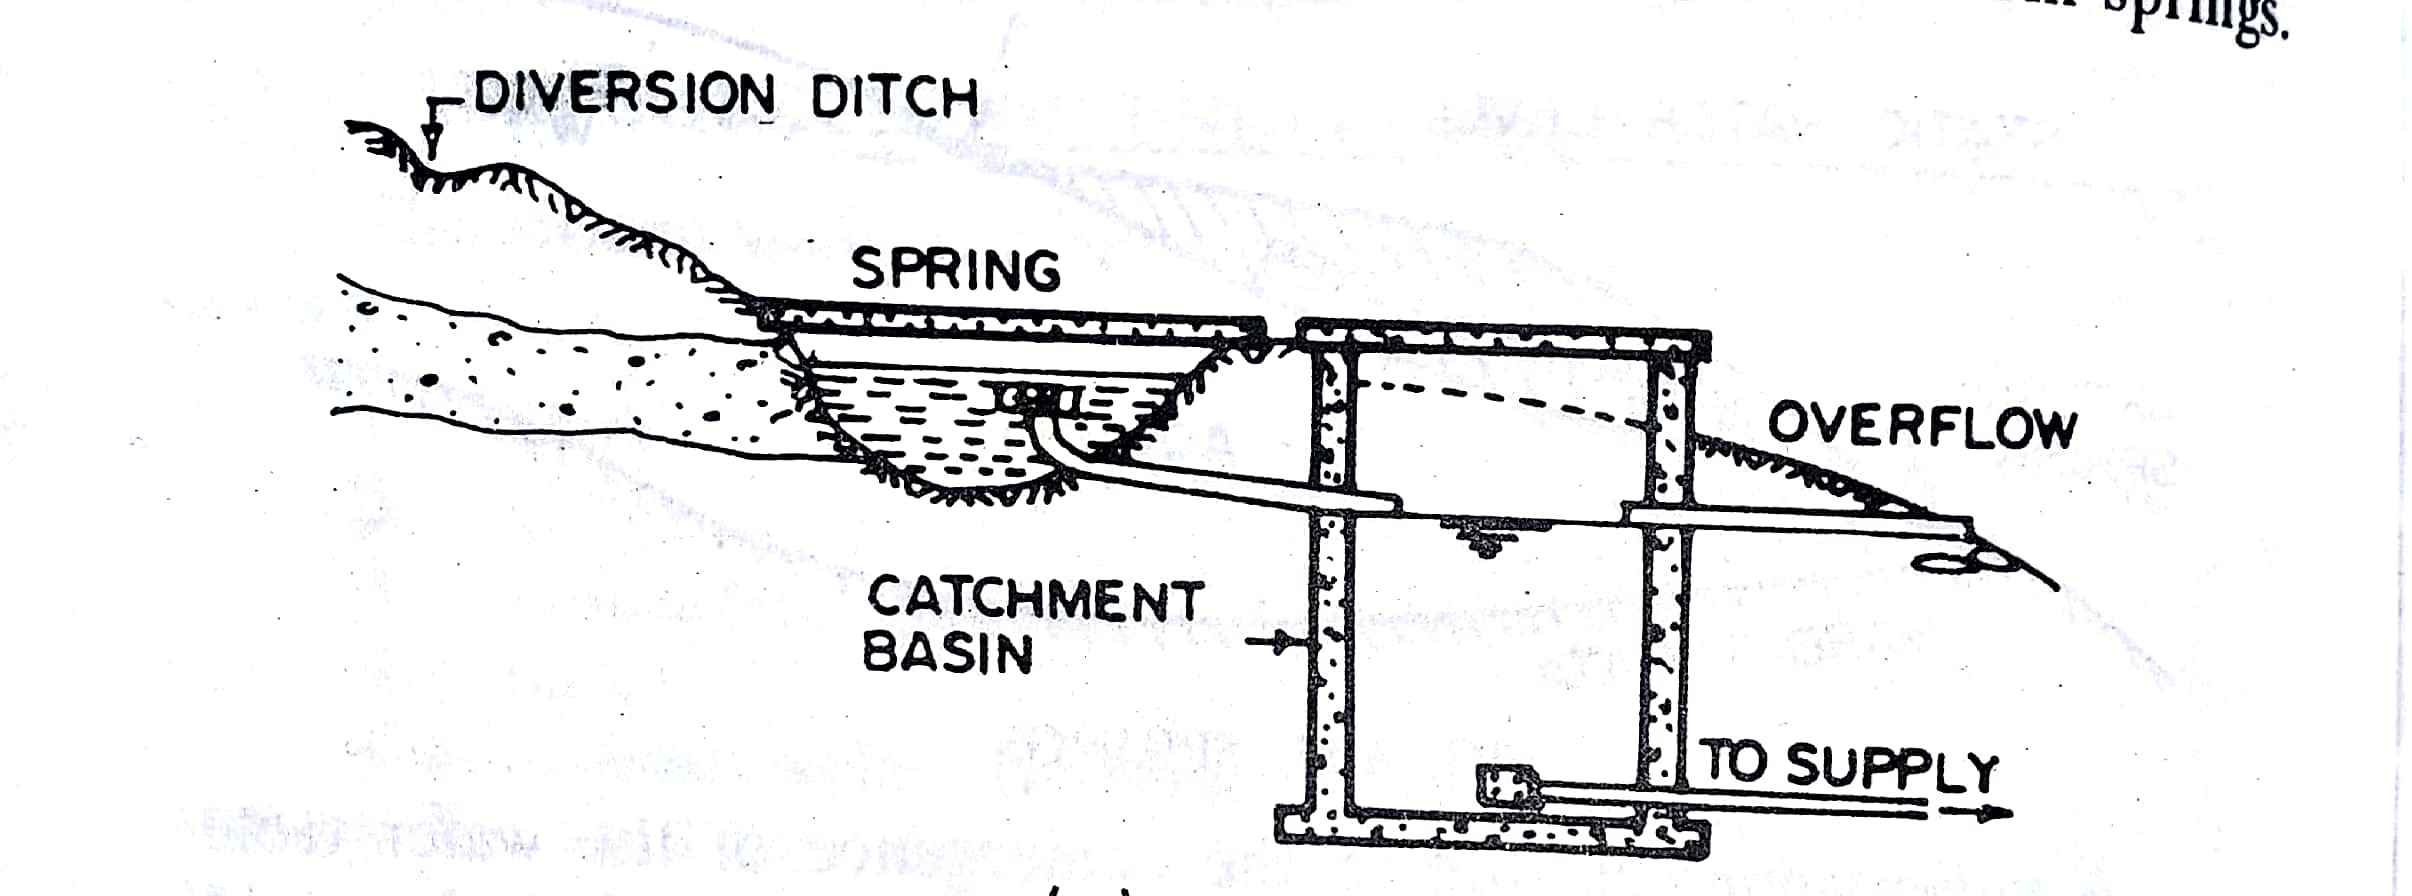 springs.
DIVERSION DITCH
SPRING
OVERFLOW
CATCHMENT
BASIN
TO SUPPLY